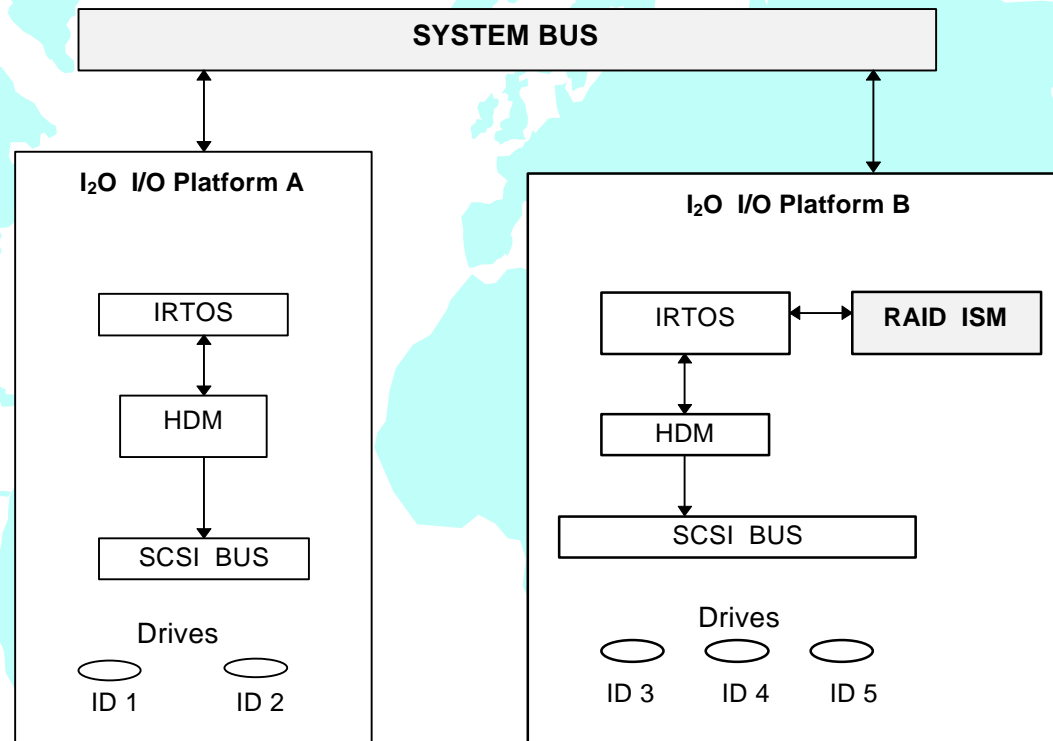 SYSTEM BUS
I₂O I/O Platform A
IRTOS
HDM
SCSI BUS
Drives
ID 1 ID 2
I₂O I/O Platform B
IRTOS RAID ISM
HDM
SCSI BUS
Drives
ID 3 ID 4 ID 5